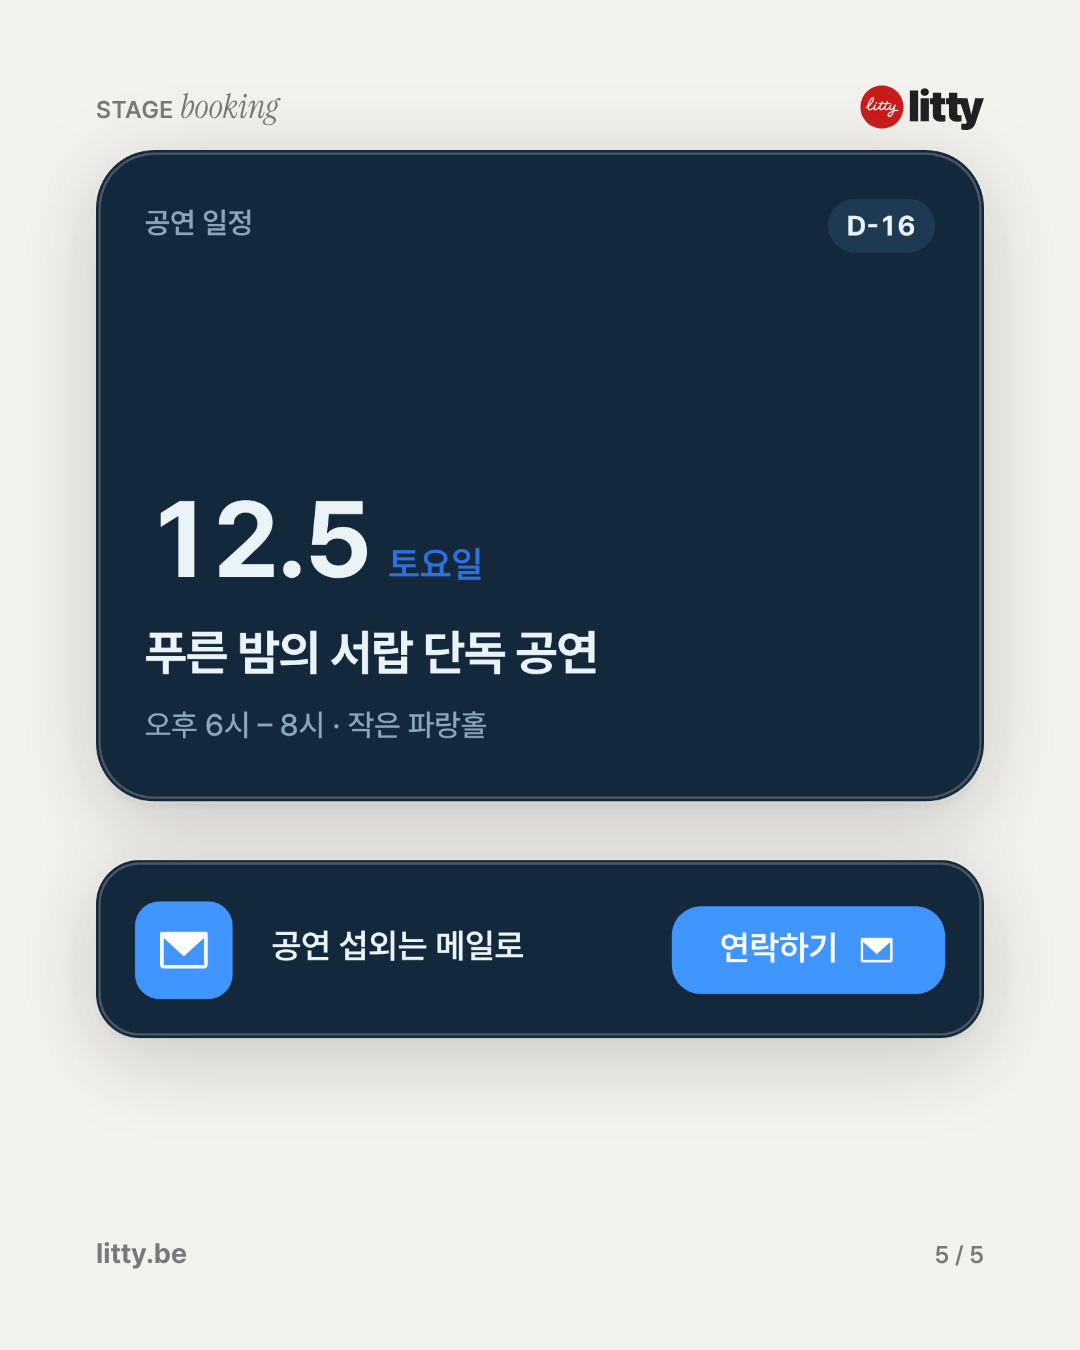 STAGE booking
litty litty
공연 일정
D-16
12.5 토요일
푸른 밤의 서랍 단독 공연
오후 6시 – 8시 · 작은 파랑홀
공연 섭외는 메일로
연락하기
litty.be
5 / 5